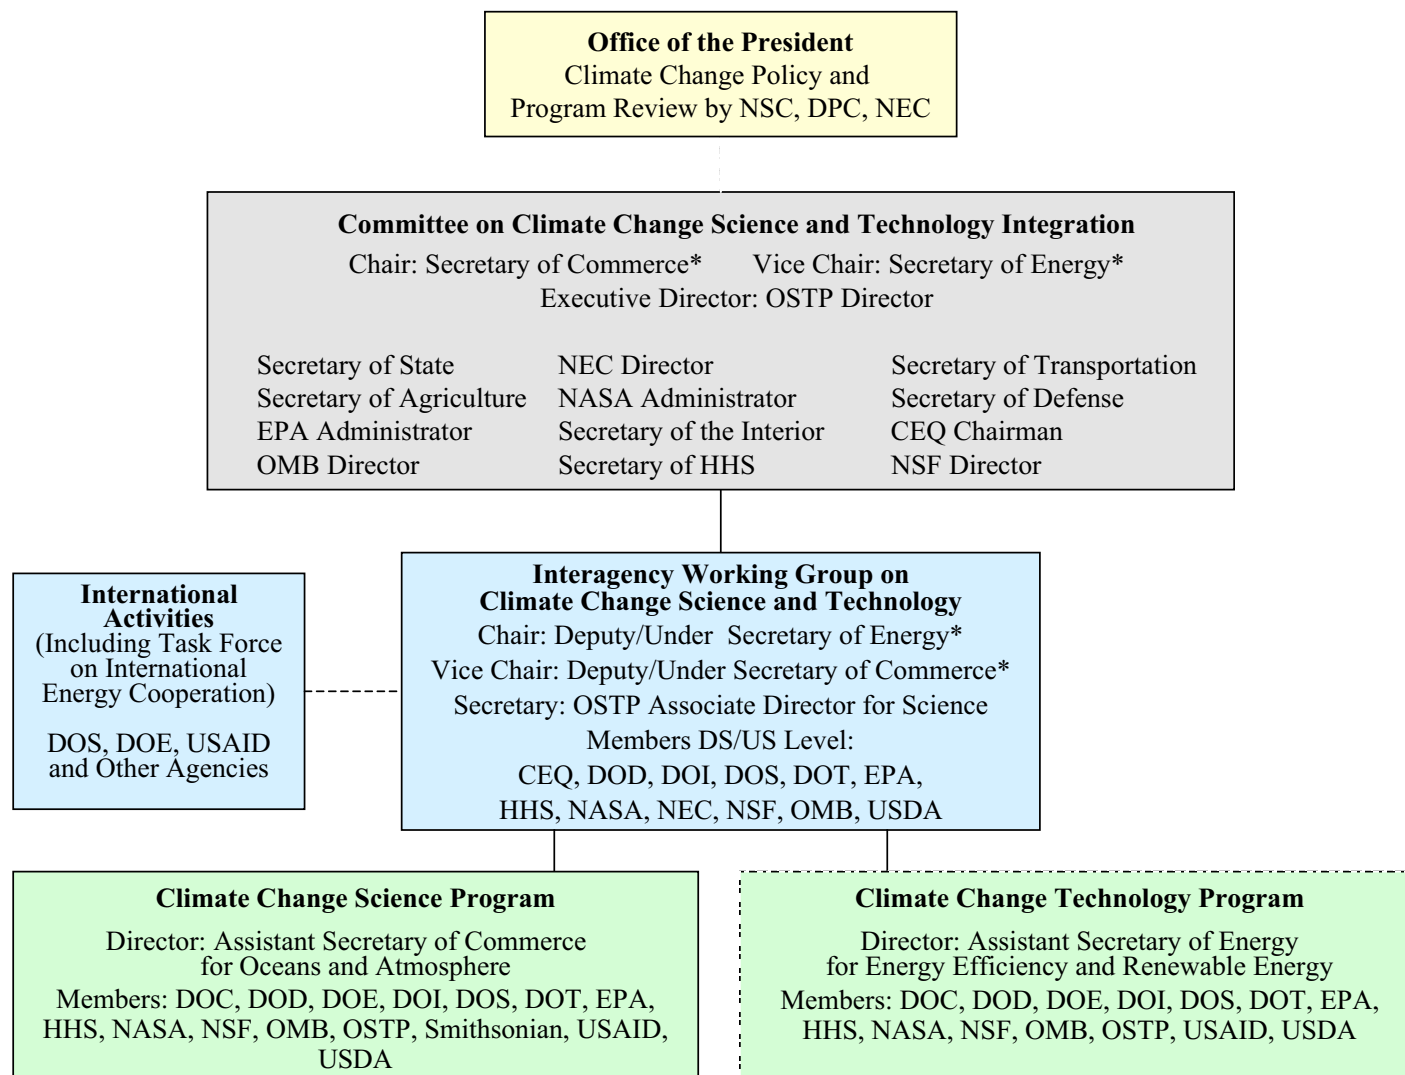 Office of the President
Climate Change Policy and
Program Review by NSC, DPC, NEC
Committee on Climate Change Science and Technology Integration
Chair: Secretary of Commerce* Vice Chair: Secretary of Energy*
Executive Director: OSTP Director
Secretary of State NEC Director Secretary of Transportation
Secretary of Agriculture NASA Administrator Secretary of Defense
EPA Administrator Secretary of the Interior CEQ Chairman
OMB Director Secretary of HHS NSF Director
International
Activities
(Including Task Force
on International
Energy Cooperation)
DOS, DOE, USAID
and Other Agencies
Interagency Working Group on
Climate Change Science and Technology
Chair: Deputy/Under Secretary of Energy*
Vice Chair: Deputy/Under Secretary of Commerce*
Secretary: OSTP Associate Director for Science
Members DS/US Level:
CEQ, DOD, DOI, DOS, DOT, EPA,
HHS, NASA, NEC, NSF, OMB, USDA
Climate Change Science Program
Director: Assistant Secretary of Commerce
for Oceans and Atmosphere
Members: DOC, DOD, DOE, DOI, DOS, DOT, EPA,
HHS, NASA, NSF, OMB, OSTP, Smithsonian, USAID,
USDA
Climate Change Technology Program
Director: Assistant Secretary of Energy
for Energy Efficiency and Renewable Energy
Members: DOC, DOD, DOE, DOI, DOS, DOT, EPA,
HHS, NASA, NSF, OMB, OSTP, USAID, USDA